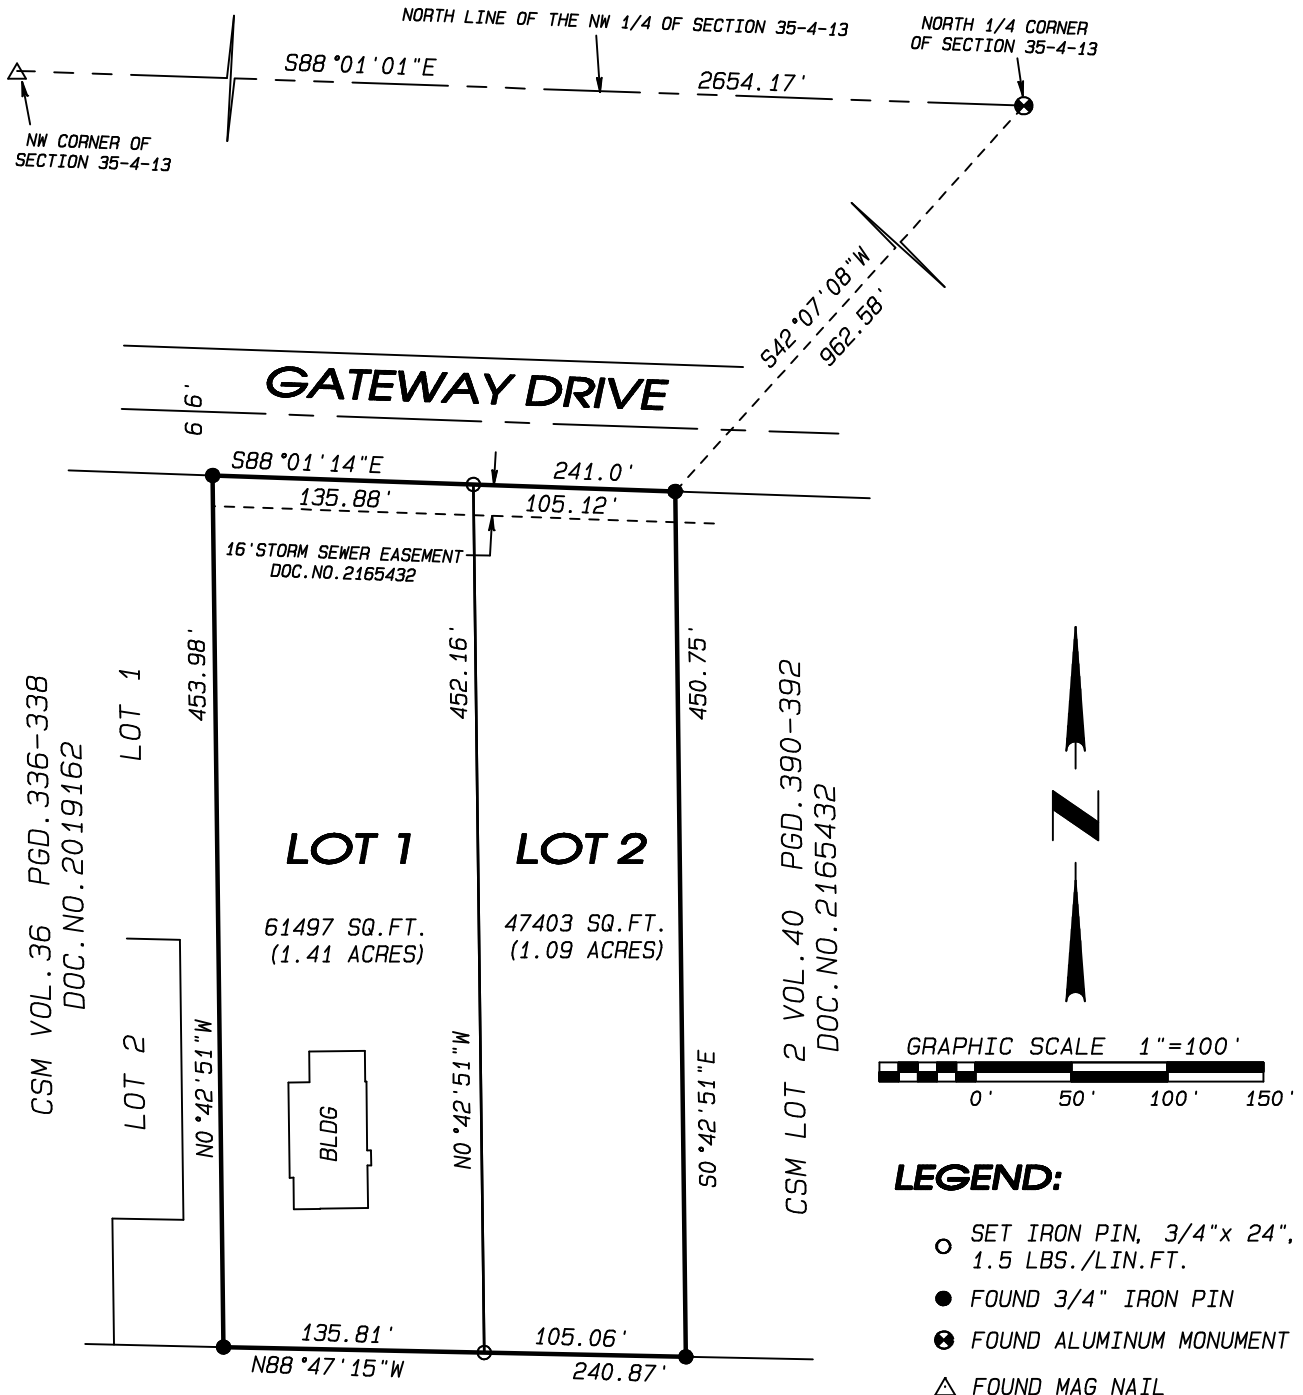 NORTH LINE OF THE NW 1/4 OF SECTION 35-4-13
NORTH 1/4 CORNER
OF SECTION 35-4-13
S88°01'01"E
2654.17'
NW CORNER OF
SECTION 35-4-13
S42°07'08"W
962.58'
GATEWAY DRIVE
6 6'
S88°01'14"E
241.0'
135.88'
105.12'
16'STORM SEWER EASEMENT
DOC.NO.2165432
453.98'
452.16'
450.75'
LOT 1
CSM VOL.36 PGD.336-338
DOC.NO.2019162
LOT 2
LOT 1
61497 SQ.FT.
(1.41 ACRES)
LOT 2
47403 SQ.FT.
(1.09 ACRES)
CSM LOT 2 VOL.40 PGD.390-392
DOC.NO.2165432
N
N0°42'51"W
N0°42'51"W
S0°42'51"E
BLDG
GRAPHIC SCALE 1"=100'
0' 50' 100' 150'
LEGEND:
SET IRON PIN, 3/4"x 24",
1.5 LBS./LIN.FT.
FOUND 3/4" IRON PIN
FOUND ALUMINUM MONUMENT
FOUND MAG NAIL
135.81'
105.06'
N88°47'15"W
240.87'